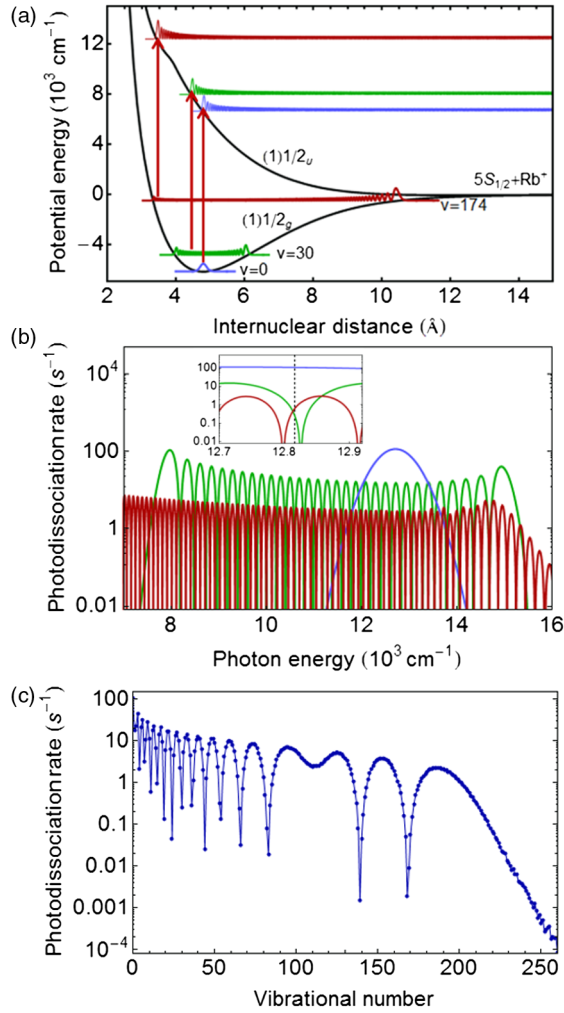 (a)
Potential energy (10³ cm⁻¹)
12
8
4
0
−4
(1)1/2ᵤ
5S₁/₂+Rb⁺
(1)1/2g
v=174
v=30
v=0
2 4 6 8 10 12 14
Internuclear distance (Å)
(b)
Photodissociation rate (s⁻¹)
10⁴
100
1
0.01
100
10
1
0.1
0.01
12.7 12.8 12.9
8 10 12 14 16
Photon energy (10³ cm⁻¹)
(c)
Photodissociation rate (s⁻¹)
100
10
1
0.1
0.01
0.001
10⁻⁴
0 50 100 150 200 250
Vibrational number